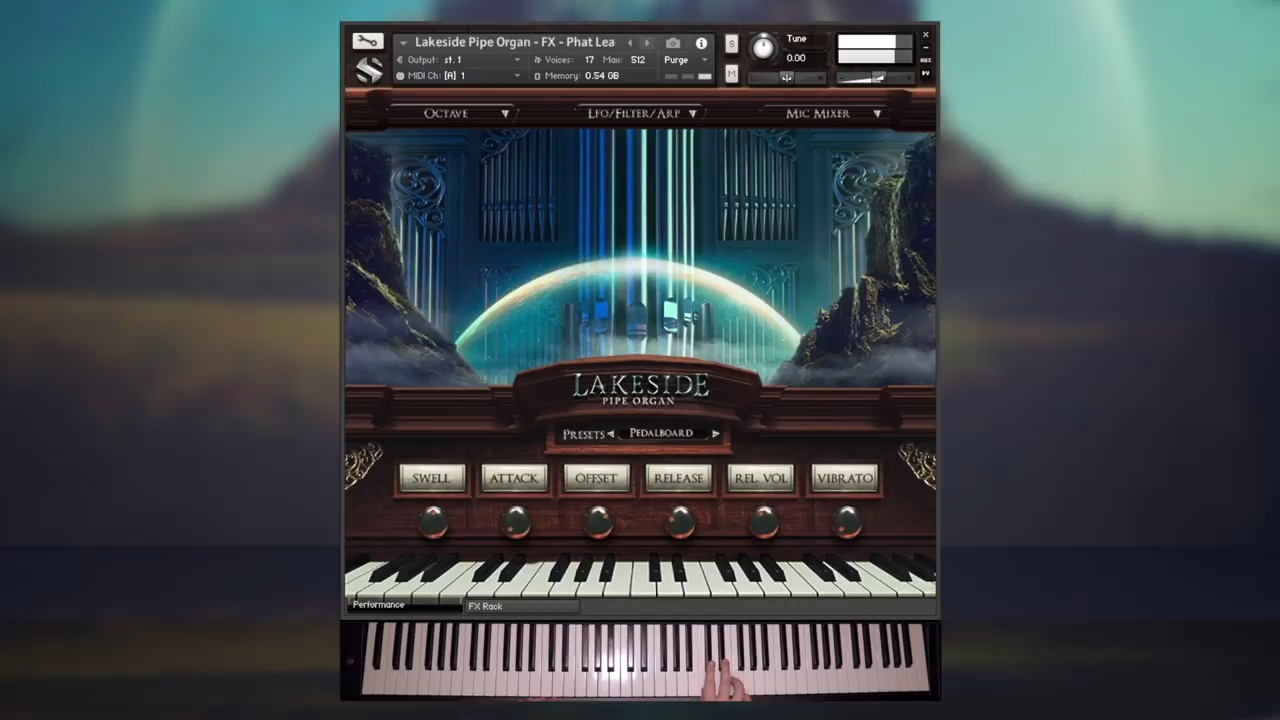 Lakeside Pipe Organ - FX - Phat Lea
Output: st.1 Voices: 17 Max: 512 Purge
MIDI Ch: [A] 1 Memory: 0.54 GB
S
M
Tune
0.00
AUX
PV
OCTAVE LFO/FILTER/ARP MIC MIXER
LAKESIDE
PIPE ORGAN
PRESETS PEDALBOARD
SWELL ATTACK OFFSET RELEASE REL VOL VIBRATO
Performance FX Rack